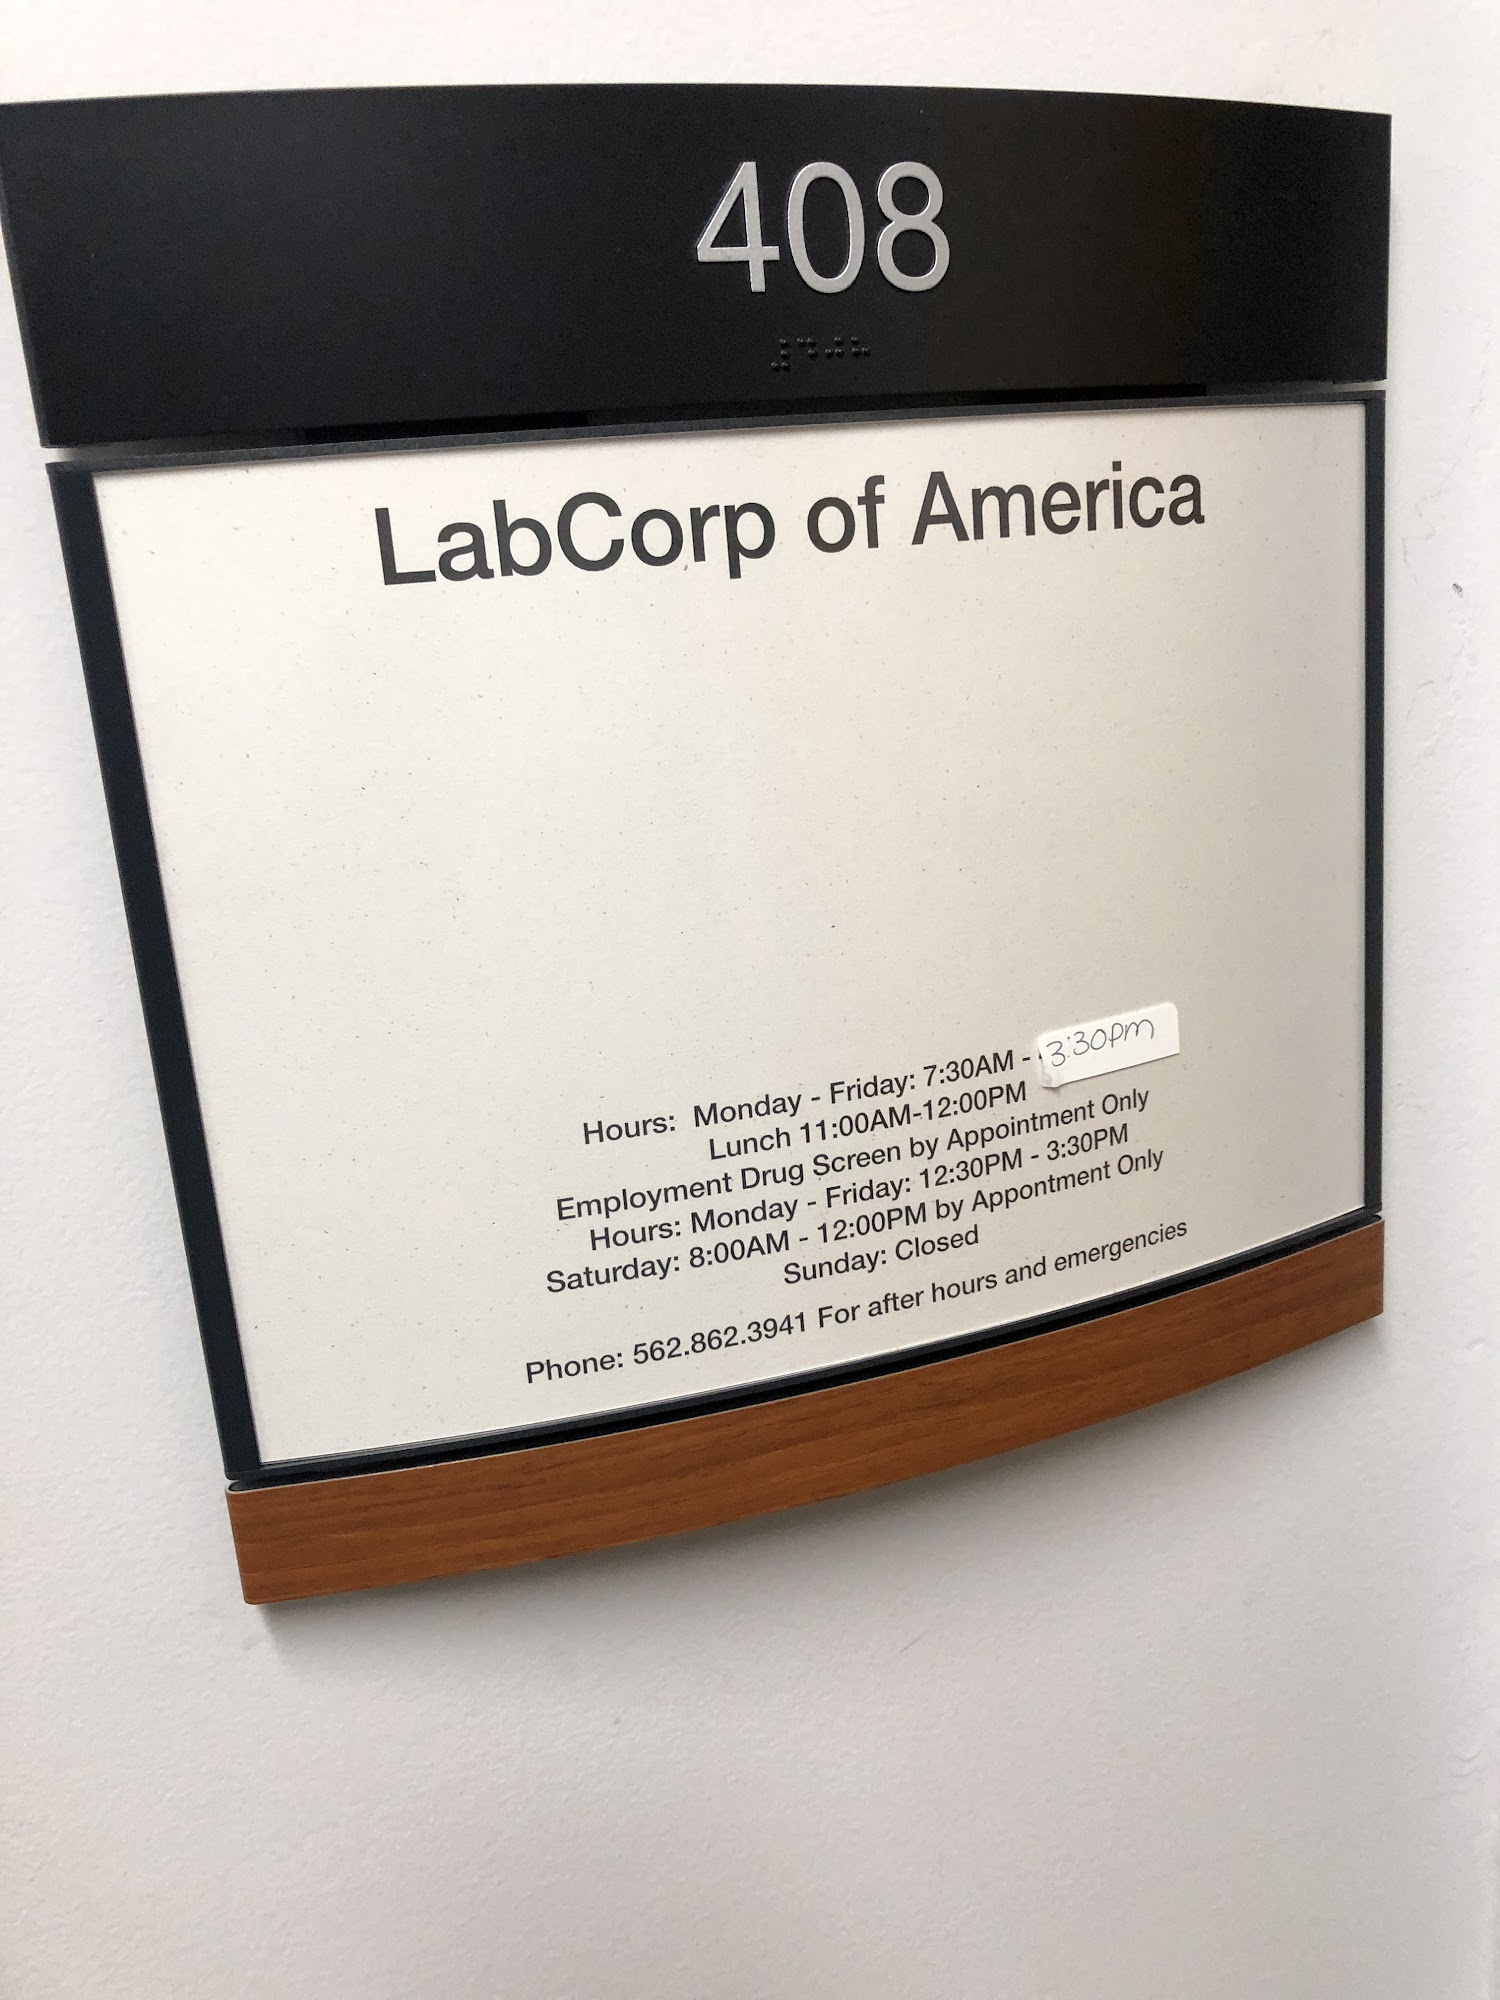 408
LabCorp of America
Hours: Monday - Friday: 7:30AM - 3:30pm
Lunch 11:00AM-12:00PM
Employment Drug Screen by Appointment Only
Hours: Monday - Friday: 12:30PM - 3:30PM
Saturday: 8:00AM - 12:00PM by Appontment Only
Sunday: Closed
Phone: 562.862.3941 For after hours and emergencies